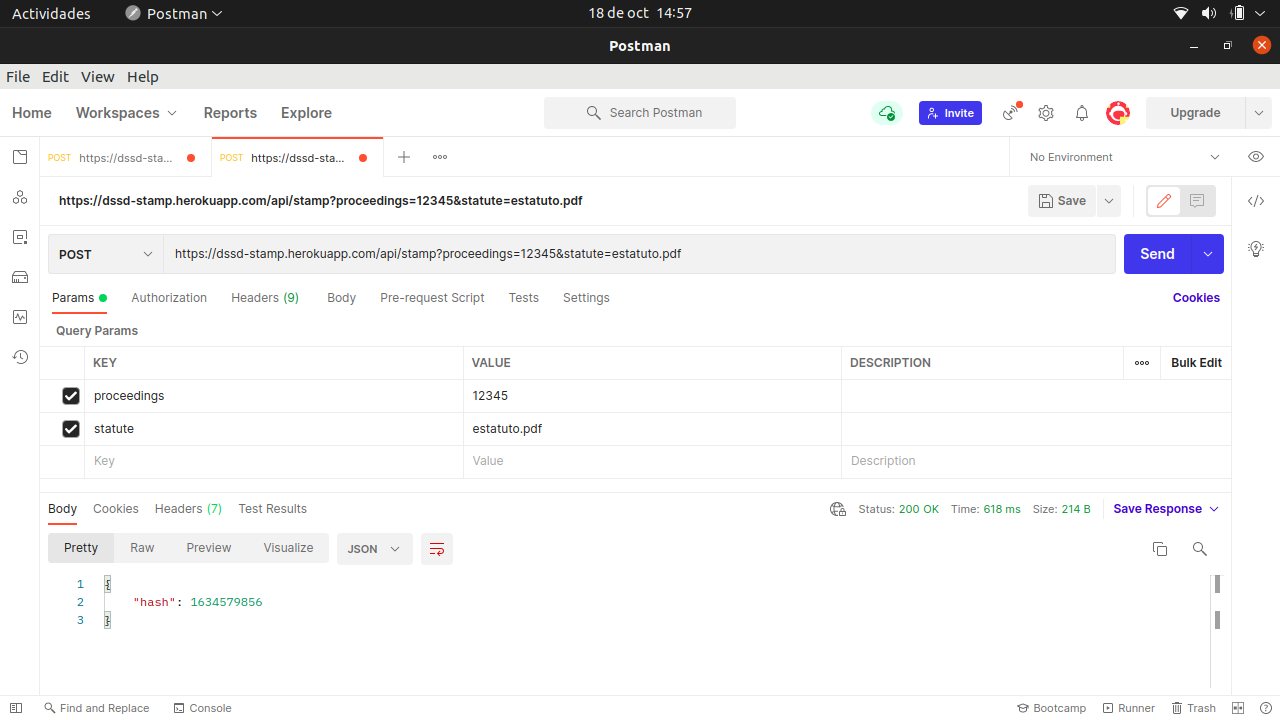 Actividades Postman 18 de oct 14:57
Postman
File Edit View Help
Home Workspaces Reports Explore Search Postman Invite Upgrade
POST https://dssd-sta... POST https://dssd-sta... No Environment
https://dssd-stamp.herokuapp.com/api/stamp?proceedings=12345&statute=estatuto.pdf Save
POST https://dssd-stamp.herokuapp.com/api/stamp?proceedings=12345&statute=estatuto.pdf Send
Params Authorization Headers (9) Body Pre-request Script Tests Settings Cookies
Query Params
KEY VALUE DESCRIPTION Bulk Edit
proceedings 12345
statute estatuto.pdf
Key Value Description
Body Cookies Headers (7) Test Results Status: 200 OK Time: 618 ms Size: 214 B Save Response
Pretty Raw Preview Visualize JSON
1 {
2 "hash": 1634579856
3 }
Find and Replace Console Bootcamp Runner Trash